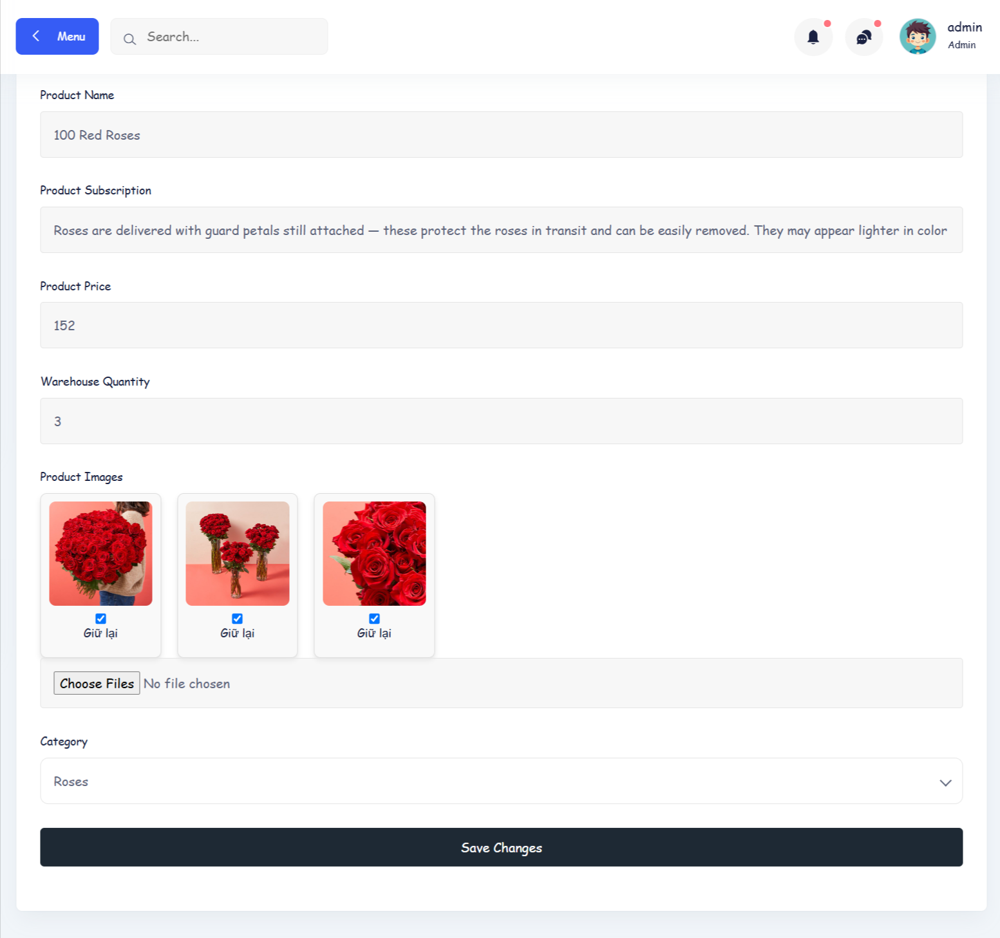 Menu
Search...
admin
Admin
Product Name
100 Red Roses
Product Subscription
Roses are delivered with guard petals still attached — these protect the roses in transit and can be easily removed. They may appear lighter in color
Product Price
152
Warehouse Quantity
3
Product Images
Giữ lại
Giữ lại
Giữ lại
Choose Files No file chosen
Category
Roses
Save Changes